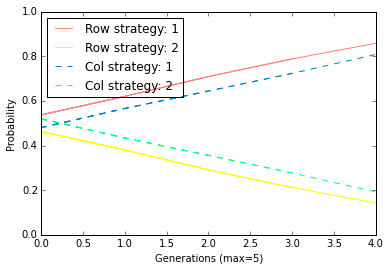 1.0
0.8
0.6
0.4
0.2
0.0
Probability
Row strategy: 1
Row strategy: 2
Col strategy: 1
Col strategy: 2
0.0 0.5 1.0 1.5 2.0 2.5 3.0 3.5 4.0
Generations (max=5)